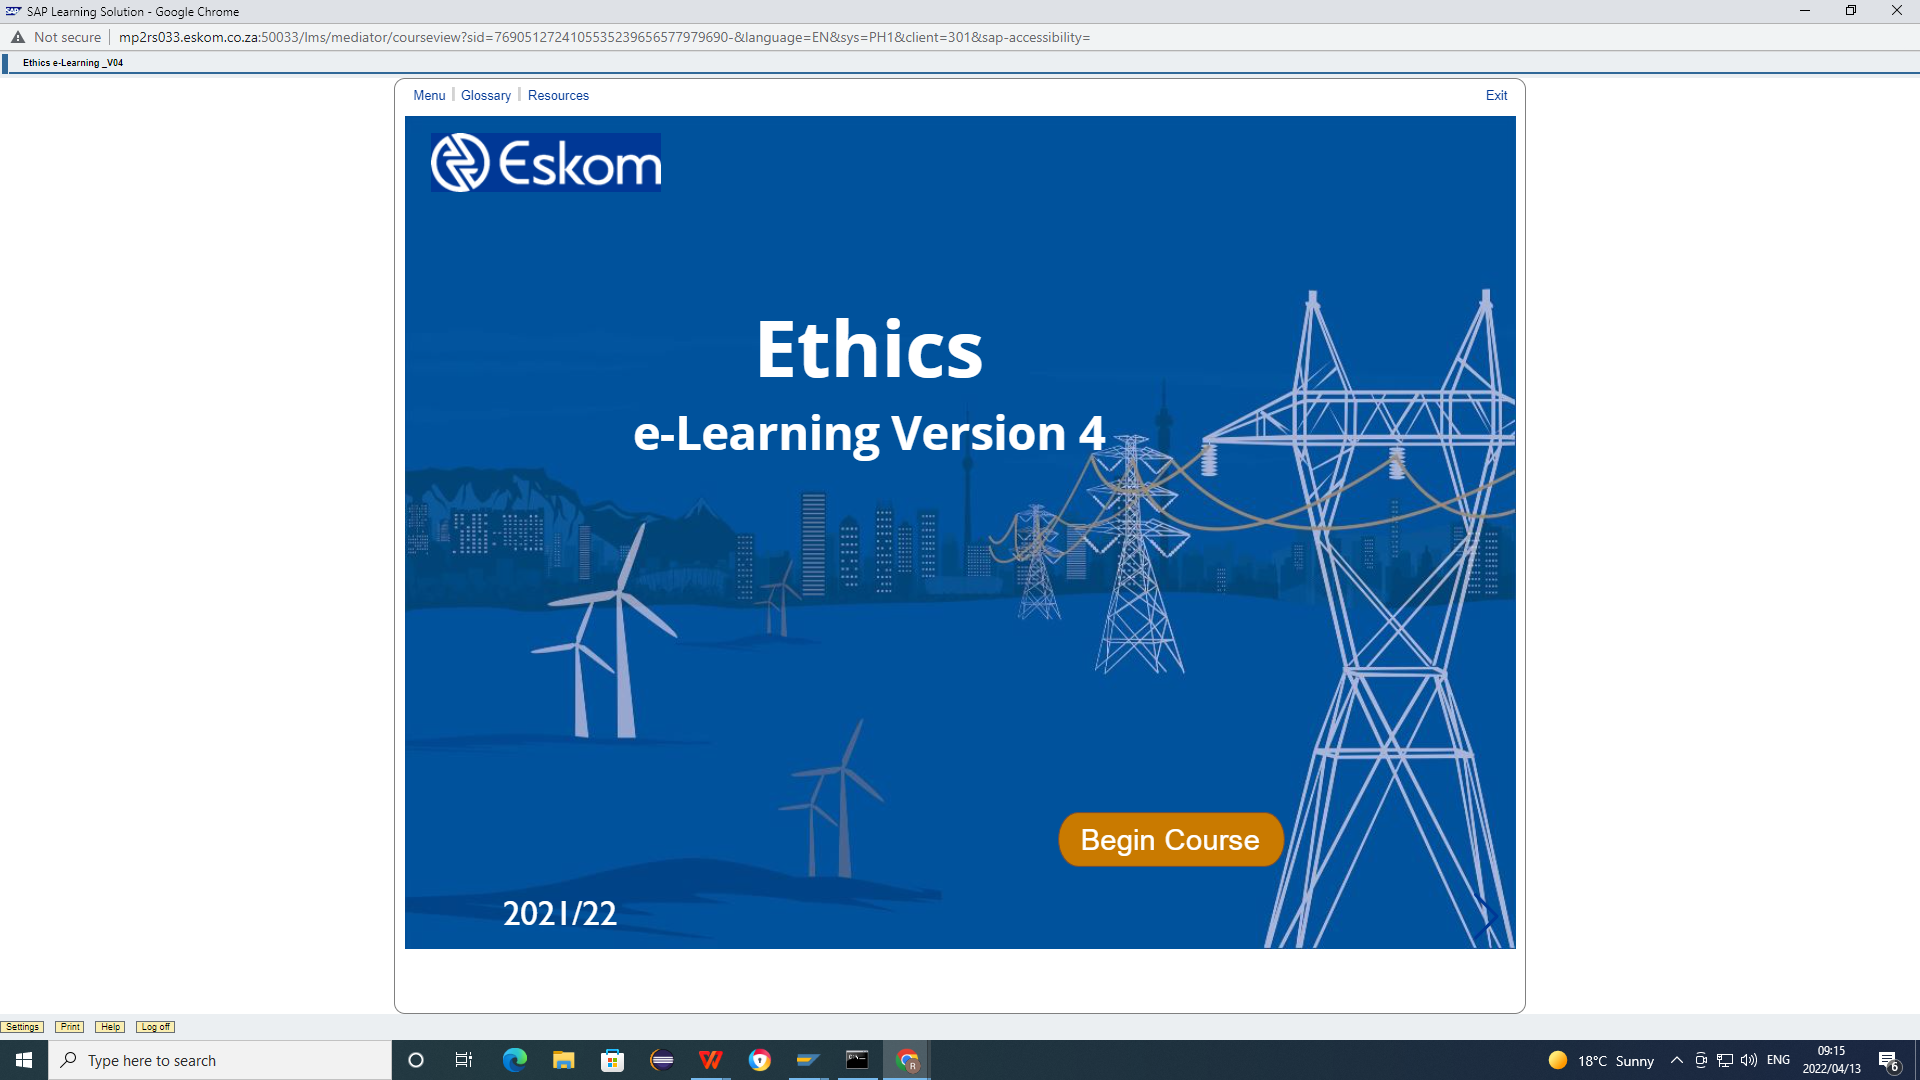 SAP Learning Solution - Google Chrome
Not secure
mp2rs033.eskom.co.za:50033/lms/mediator/courseview?sid=76905127241055352396565779796​90-&language=EN&sys=PH1&client=301&sap-accessibility=
Ethics e-Learning _V04
Menu Glossary Resources Exit
Eskom
Ethics
e-Learning Version 4
Begin Course
2021/22
Settings Print Help Log off
Type here to search
18°C Sunny
ENG
09:15
2022/04/13
6